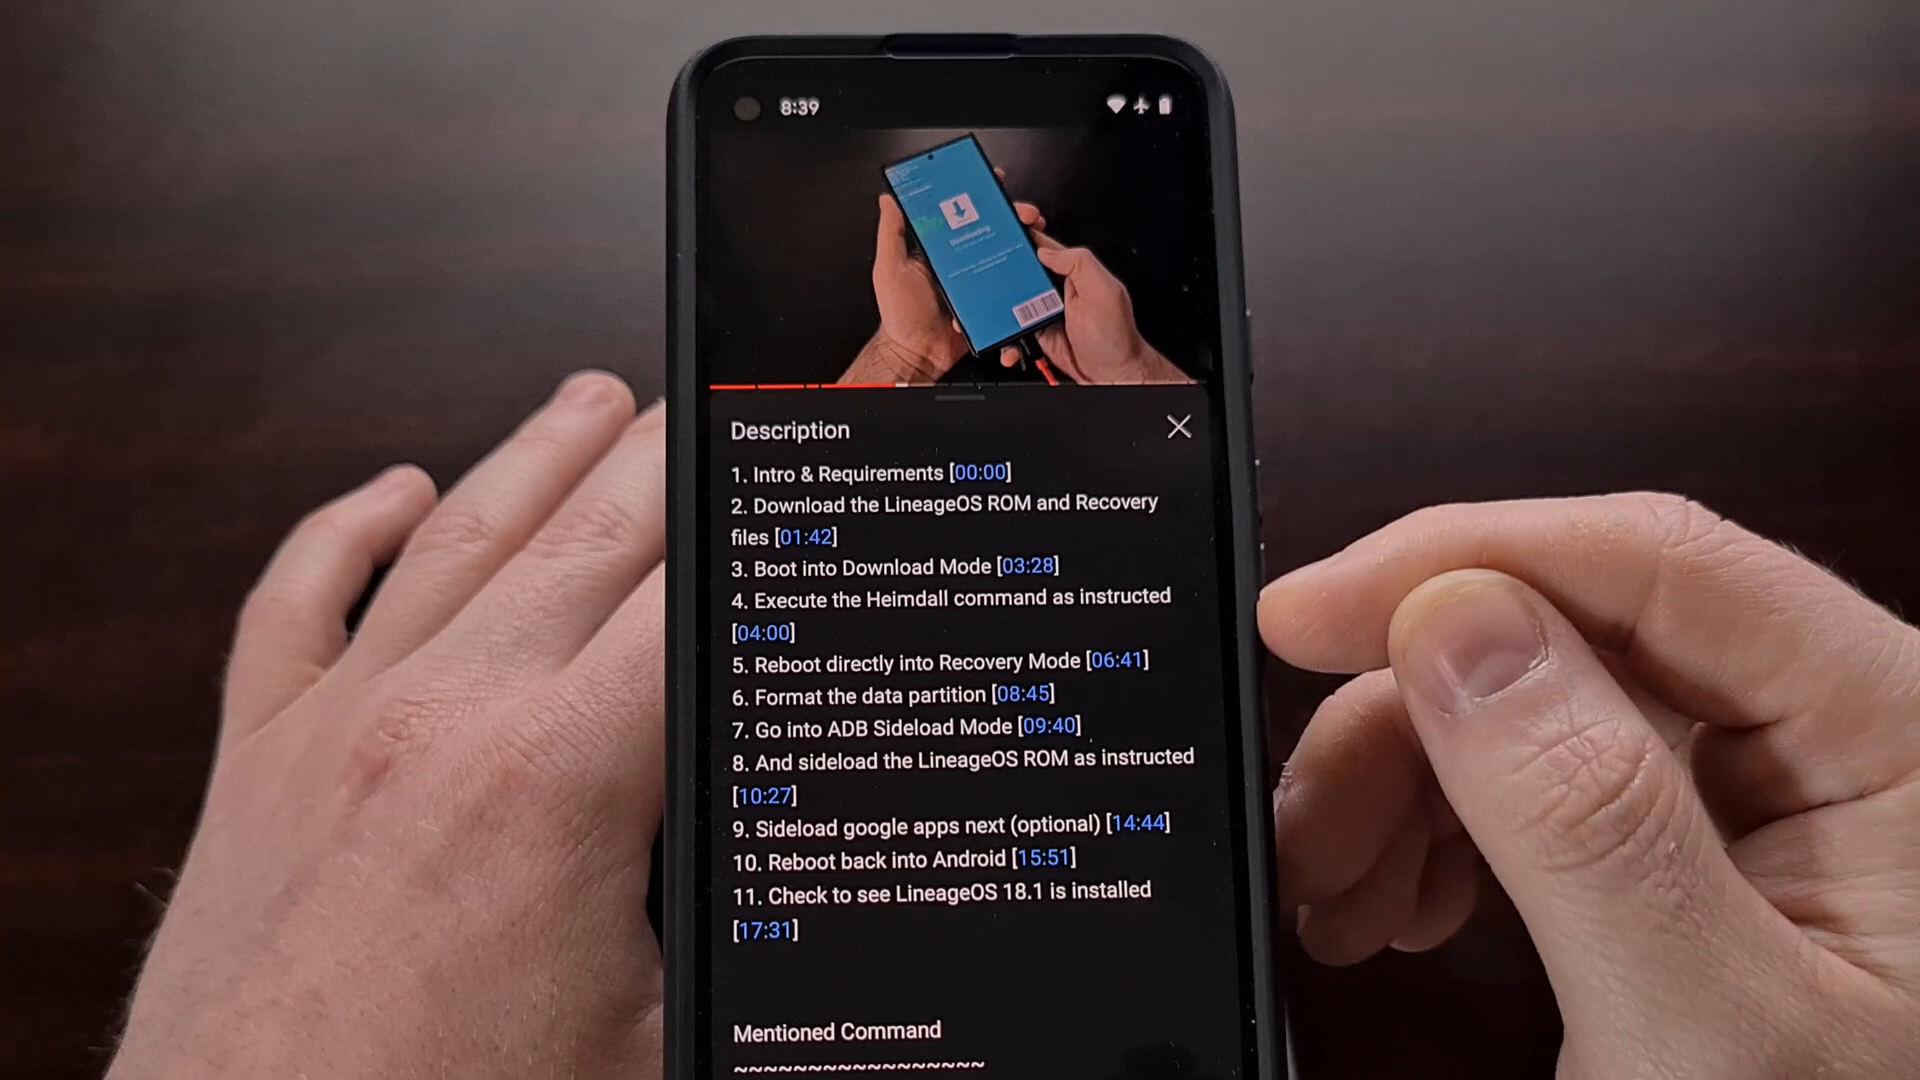 8:39
Downloading
Description
1. Intro & Requirements [00:00]
2. Download the LineageOS ROM and Recovery
files [01:42]
3. Boot into Download Mode [03:28]
4. Execute the Heimdall command as instructed
[04:00]
5. Reboot directly into Recovery Mode [06:41]
6. Format the data partition [08:45]
7. Go into ADB Sideload Mode [09:40]
8. And sideload the LineageOS ROM as instructed
[10:27]
9. Sideload google apps next (optional) [14:44]
10. Reboot back into Android [15:51]
11. Check to see LineageOS 18.1 is installed
[17:31]
Mentioned Command
~~~~~~~~~~~~~~~~~